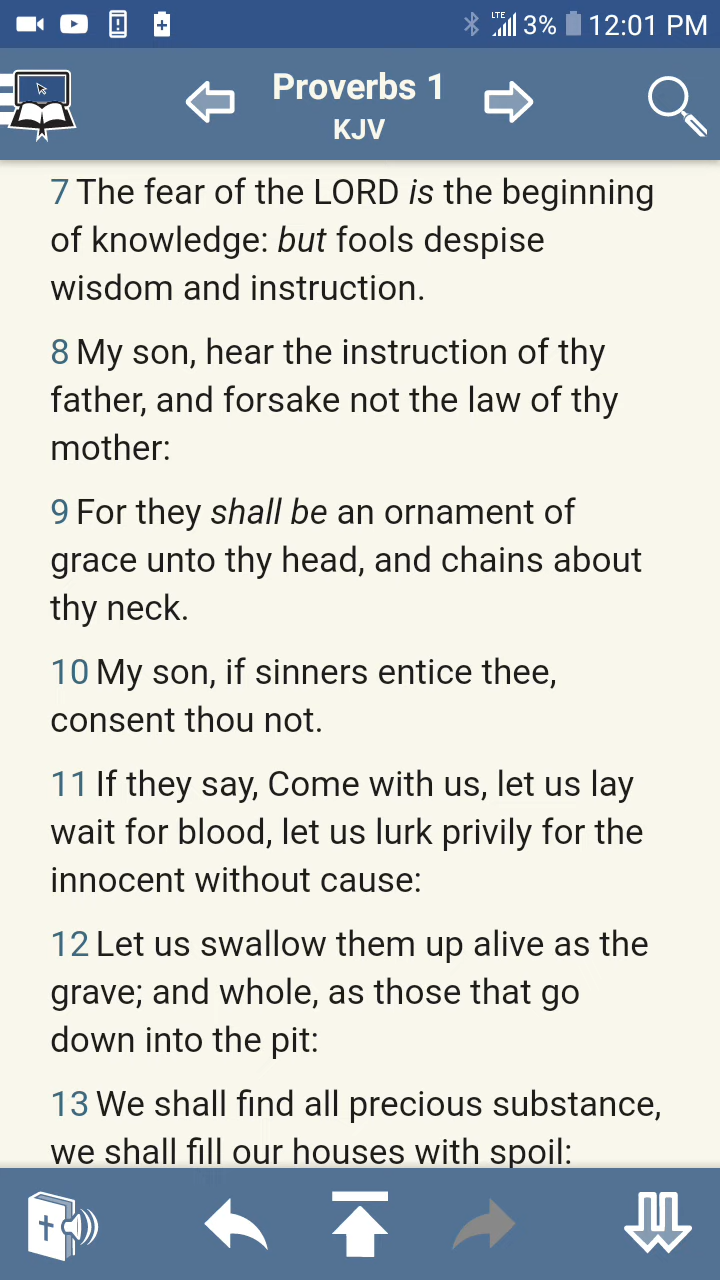 LTE 3% 12:01 PM
Proverbs 1
KJV
7 The fear of the LORD is the beginning
of knowledge: but fools despise
wisdom and instruction.
8 My son, hear the instruction of thy
father, and forsake not the law of thy
mother:
9 For they shall be an ornament of
grace unto thy head, and chains about
thy neck.
10 My son, if sinners entice thee,
consent thou not.
11 If they say, Come with us, let us lay
wait for blood, let us lurk privily for the
innocent without cause:
12 Let us swallow them up alive as the
grave; and whole, as those that go
down into the pit:
13 We shall find all precious substance,
we shall fill our houses with spoil: